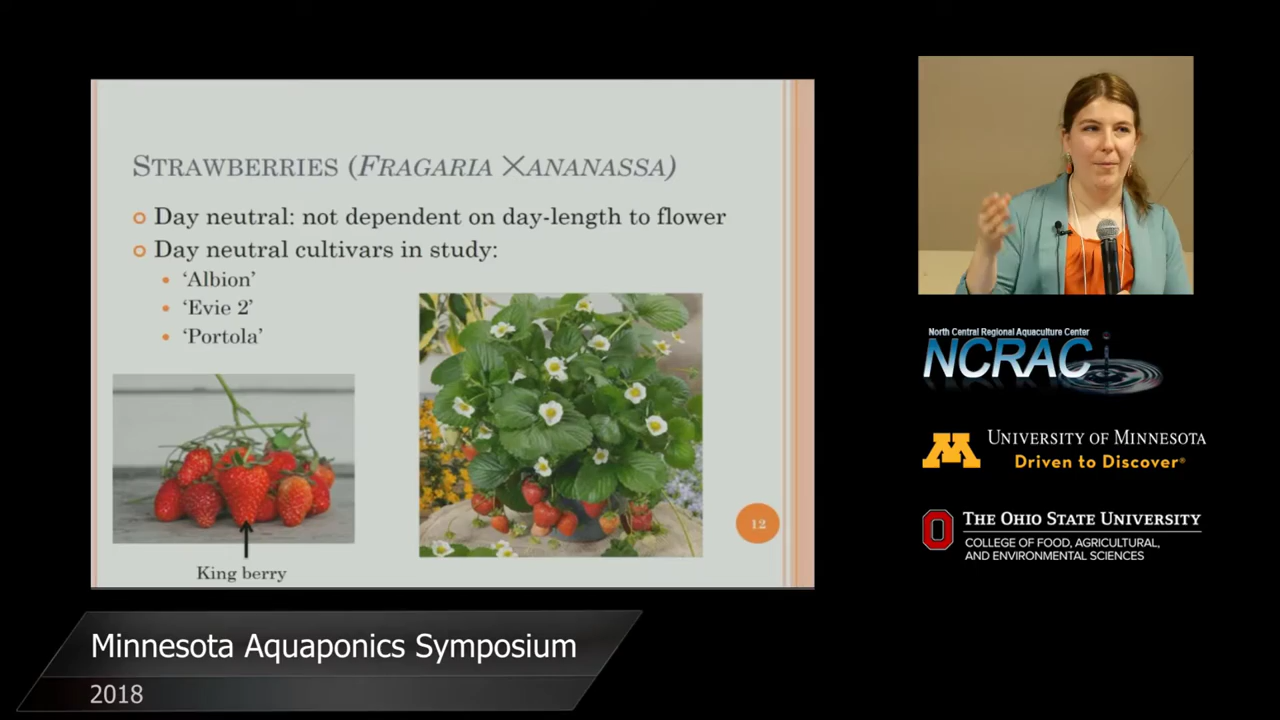 STRAWBERRIES (FRAGARIA ×ANANASSA)
Day neutral: not dependent on day-length to flower
Day neutral cultivars in study:
‘Albion’
‘Evie 2’
‘Portola’
King berry
12
North Central Regional Aquaculture Center
NCRAC
UNIVERSITY OF MINNESOTA
Driven to Discover®
THE OHIO STATE UNIVERSITY
COLLEGE OF FOOD, AGRICULTURAL,
AND ENVIRONMENTAL SCIENCES
Minnesota Aquaponics Symposium
2018